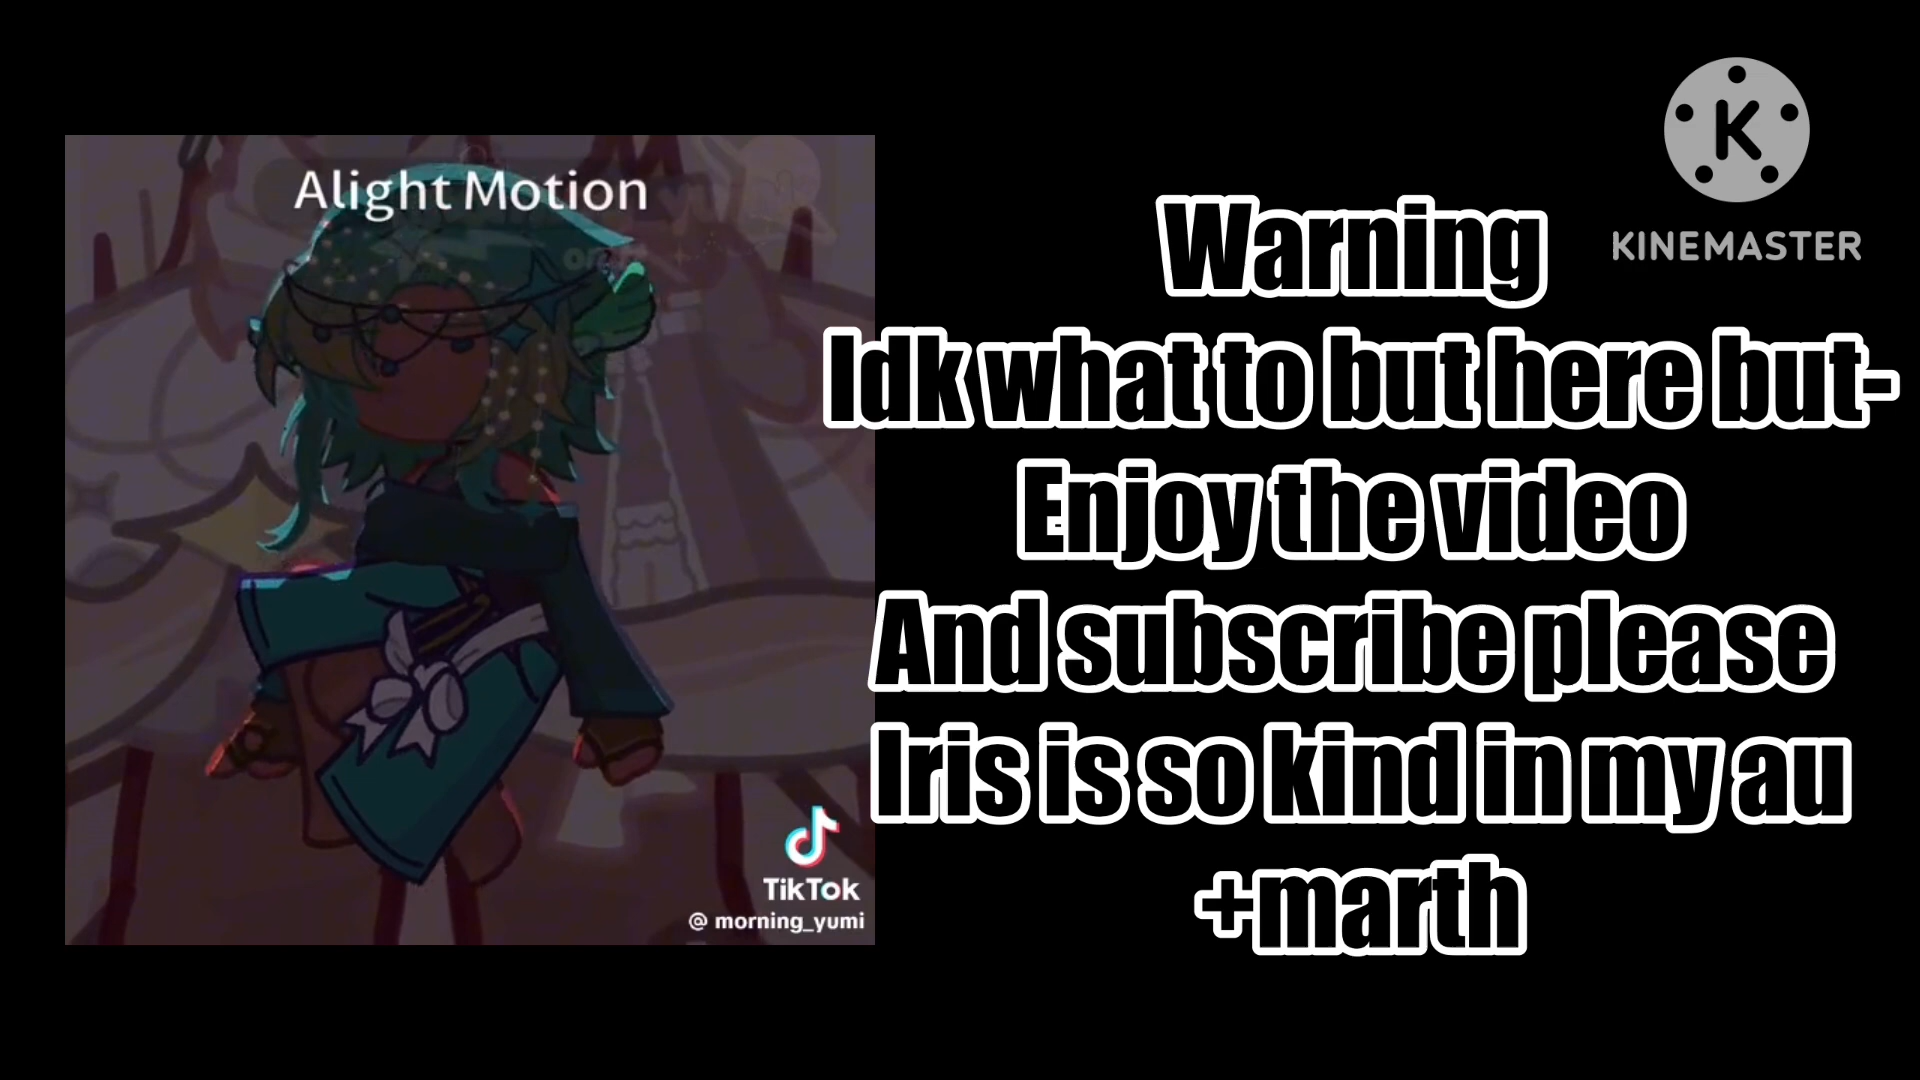 Alight Motion
TikTok
@ morning_yumi
KINEMASTER
Warning
Idk what to but here but-
Enjoy the video
And subscribe please
Iris is so kind in my au
+marth